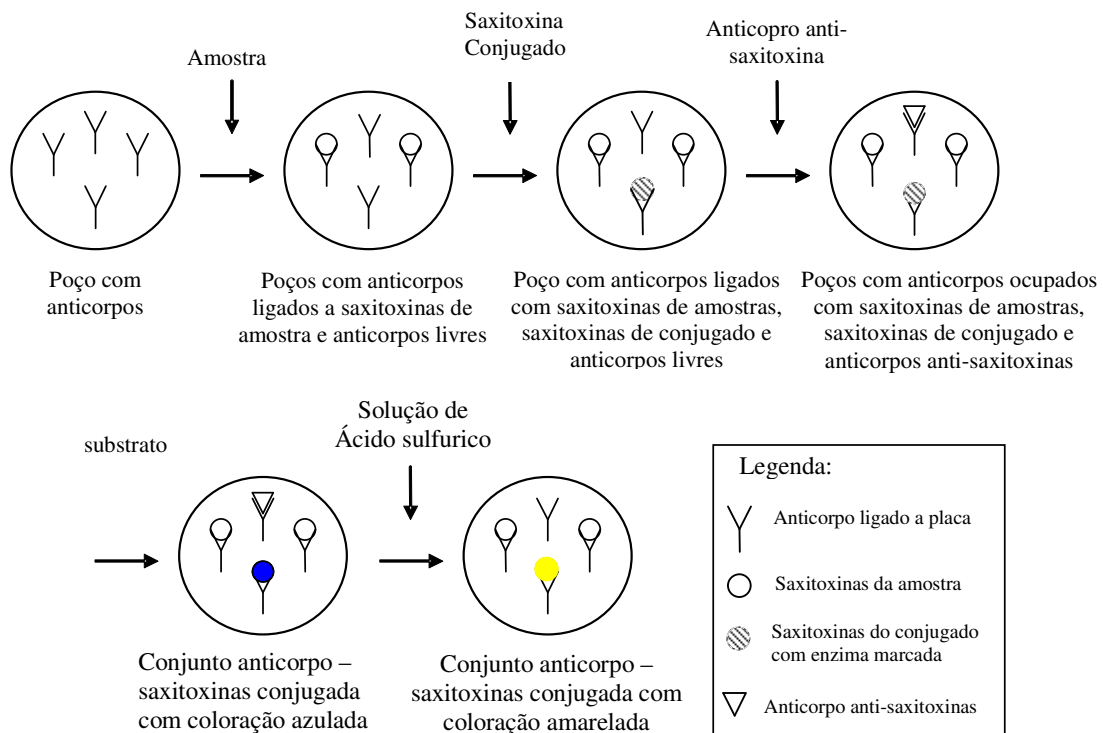 Amostra
Saxitoxina
Conjugado
Anticopro anti-
saxitoxina
Poço com
anticorpos
Poços com anticorpos
ligados a saxitoxinas de
amostra e anticorpos livres
Poço com anticorpos ligados
com saxitoxinas de amostras,
saxitoxinas de conjugado e
anticorpos livres
Poços com anticorpos ocupados
com saxitoxinas de amostras,
saxitoxinas de conjugado e
anticorpos anti-saxitoxinas
substrato
Solução de
Ácido sulfurico
Conjunto anticorpo –
saxitoxinas conjugada
com coloração azulada
Conjunto anticorpo –
saxitoxinas conjugada com
coloração amarelada
Legenda:
Anticorpo ligado a placa
Saxitoxinas da amostra
Saxitoxinas do conjugado
com enzima marcada
Anticorpo anti-saxitoxinas